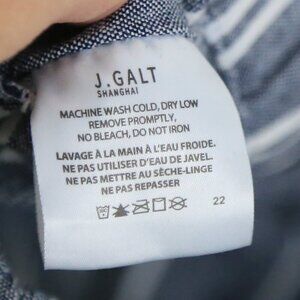 J.GALT
SHANGHAI
MACHINE WASH COLD, DRY LOW
REMOVE PROMPTLY,
NO BLEACH, DO NOT IRON
LAVAGE À LA MAIN À L'EAU FROIDE.
NE PAS UTILISER D'EAU DE JAVEL.
NE PAS METTRE AU SÈCHE-LINGE
NE PAS REPASSER
22